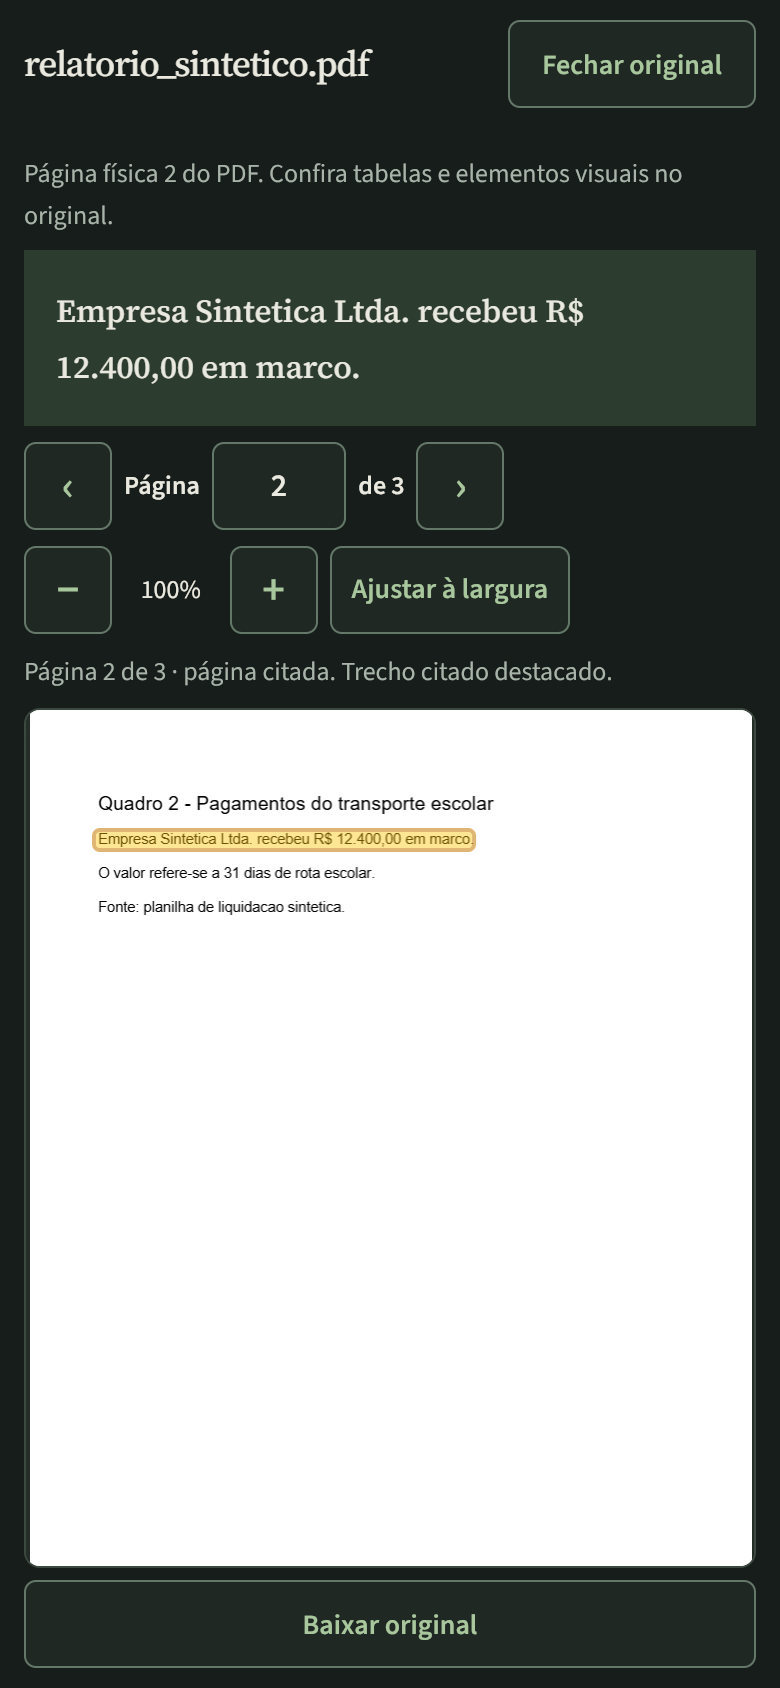 relatorio_sintetico.pdf
Fechar original
Página física 2 do PDF. Confira tabelas e elementos visuais no
original.
Empresa Sintetica Ltda. recebeu R$
12.400,00 em marco.
‹ Página 2 de 3 ›
− 100% + Ajustar à largura
Página 2 de 3 · página citada. Trecho citado destacado.
Quadro 2 - Pagamentos do transporte escolar
Empresa Sintetica Ltda. recebeu R$ 12.400,00 em marco.
O valor refere-se a 31 dias de rota escolar.
Fonte: planilha de liquidacao sintetica.
Baixar original